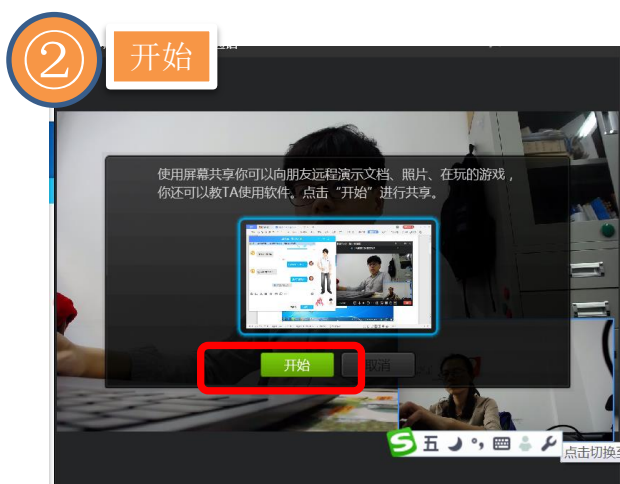 ②
开始
使用屏幕共享你可以向朋友远程演示文档、照片、在玩的游戏，
你还可以教TA使用软件。点击“开始”进行共享。
开始
取消
五
点击切换至